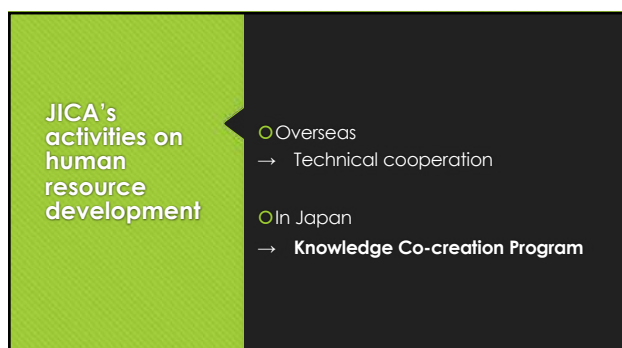 JICA's
activities on
human
resource
development
Overseas
→ Technical cooperation
In Japan
→ Knowledge Co-creation Program